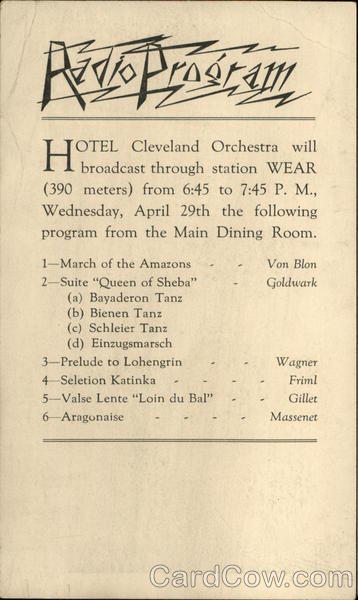 Radio Program
HOTEL Cleveland Orchestra will
broadcast through station WEAR
(390 meters) from 6:45 to 7:45 P. M.,
Wednesday, April 29th the following
program from the Main Dining Room.
1—March of the Amazons - - Von Blon
2—Suite "Queen of Sheba" - Goldwark
(a) Bayaderon Tanz
(b) Bienen Tanz
(c) Schleier Tanz
(d) Einzugsmarsch
3—Prelude to Lohengrin - - Wagner
4—Seletion Katinka - - - - Friml
5—Valse Lente "Loin du Bal" - - Gillet
6—Aragonaise - - - - Massenet
CardCow.com